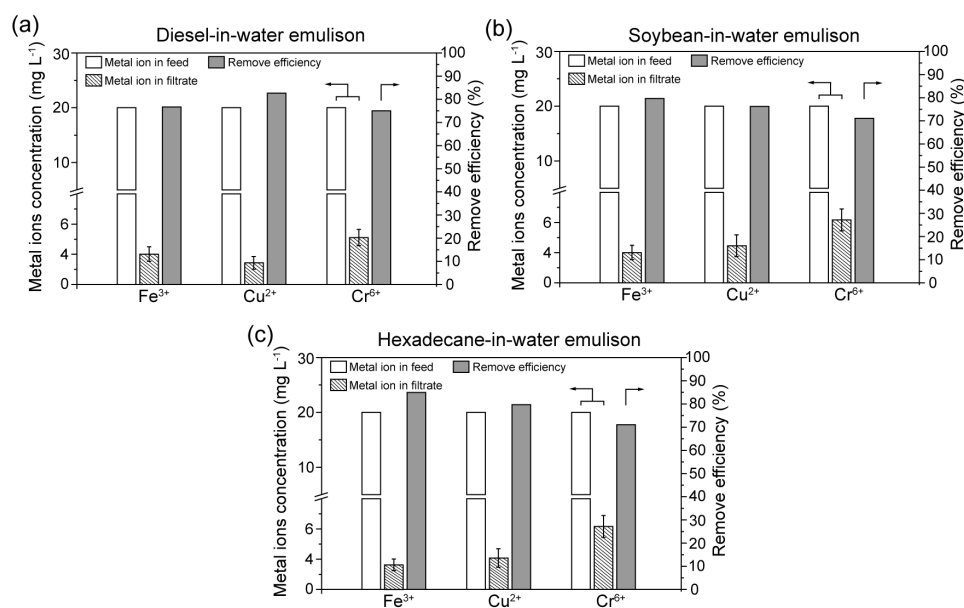 (a)
Diesel-in-water emulison
Metal ions concentration (mg L⁻¹)
30
20
10
6
4
0
Metal ion in feed
Remove efficiency
Metal ion in filtrate
100
90
80
70
60
50
40
30
20
10
0
Remove efficiency (%)
Fe³⁺
Cu²⁺
Cr⁶⁺
(b)
Soybean-in-water emulison
Metal ions concentration (mg L⁻¹)
30
20
10
6
4
0
Metal ion in feed
Remove efficiency
Metal ion in filtrate
100
90
80
70
60
50
40
30
20
10
0
Remove efficiency (%)
Fe³⁺
Cu²⁺
Cr⁶⁺
(c)
Hexadecane-in-water emulison
Metal ions concentration (mg L⁻¹)
30
20
10
6
4
0
Metal ion in feed
Remove efficiency
Metal ion in filtrate
100
90
80
70
60
50
40
30
20
10
0
Remove efficiency (%)
Fe³⁺
Cu²⁺
Cr⁶⁺